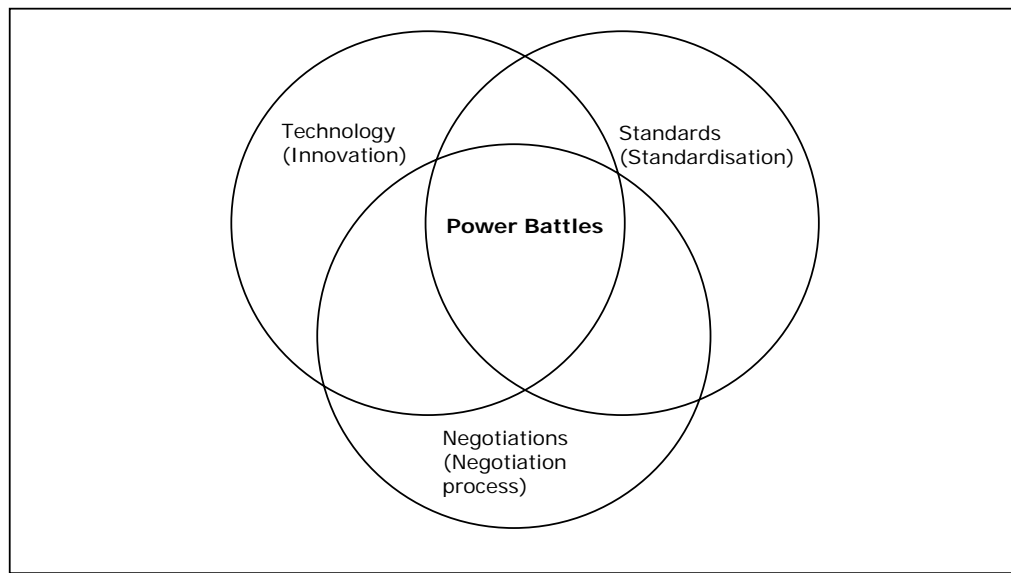 Technology
(Innovation)
Standards
(Standardisation)
Power Battles
Negotiations
(Negotiation
process)